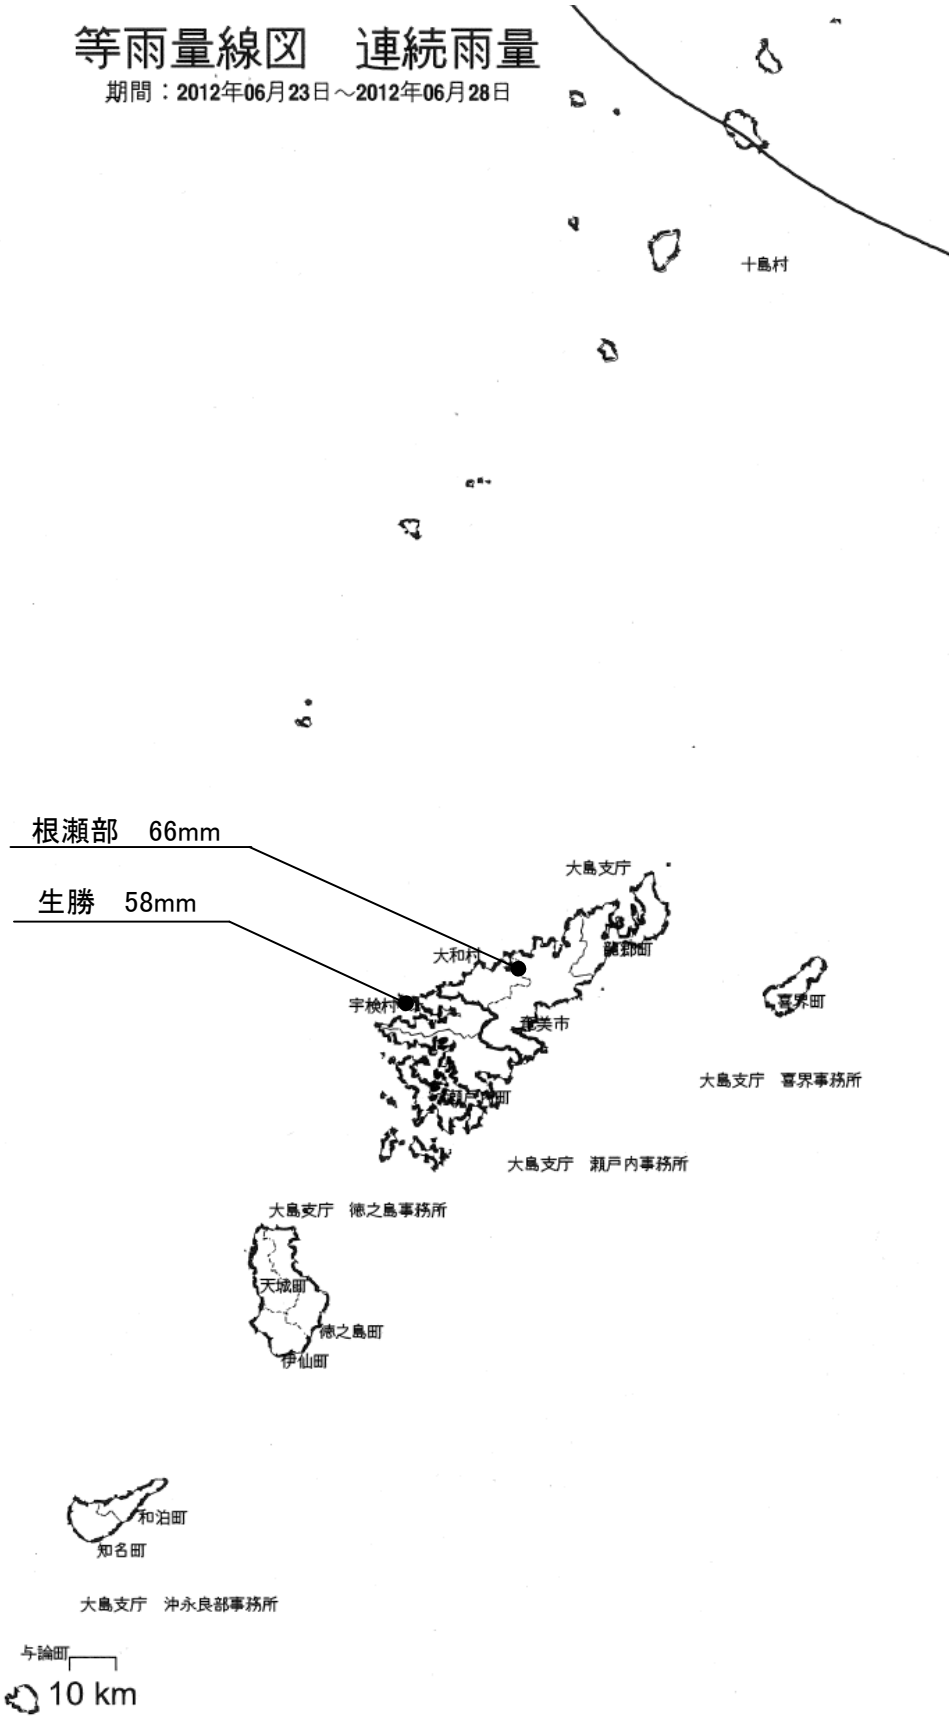 等雨量線図　連続雨量
期間：2012年06月23日～2012年06月28日
十島村
根瀬部　66mm
大島支庁
生勝　58mm
龍郷町
大和村
喜界町
宇検村
奄美市
大島支庁　喜界事務所
瀬戸内町
大島支庁　瀬戸内事務所
大島支庁　徳之島事務所
天城町
徳之島町
伊仙町
和泊町
知名町
大島支庁　沖永良部事務所
与論町
10 km